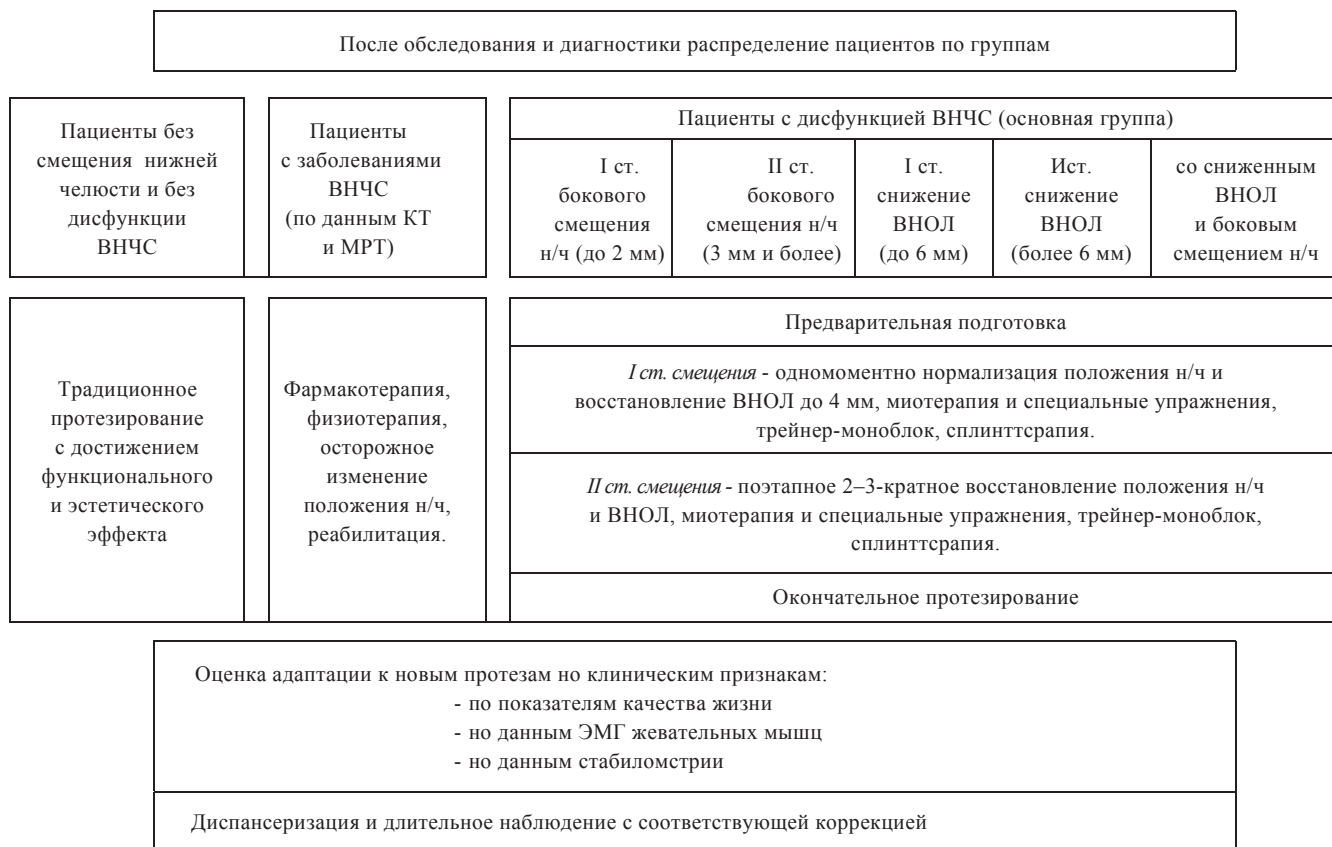 После обследования и диагностики распределение пациентов по группам
Пациенты без
смещения нижней
челюсти и без
дисфункции
ВНЧС
Пациенты
с заболеваниями
ВНЧС
(по данным КТ
и МРТ)
Пациенты с дисфункцией ВНЧС (основная группа)
I ст.
бокового
смещения
н/ч (до 2 мм)
II ст.
бокового
смещения н/ч
(3 мм и более)
I ст.
снижение
ВНОЛ
(до 6 мм)
Ист.
снижение
ВНОЛ
(более 6 мм)
со сниженным
ВНОЛ
и боковым
смещением н/ч
Традиционное
протезирование
с достижением
функционального
и эстетического
эффекта
Фармакотерапия,
физиотерапия,
осторожное
изменение
положения н/ч,
реабилитация.
Предварительная подготовка
I ст. смещения - одномоментно нормализация положения н/ч и
восстановление ВНОЛ до 4 мм, миотерапия и специальные упражнения,
трейнер-моноблок, сплинттсрапия.
II ст. смещения - поэтапное 2–3-кратное восстановление положения н/ч
и ВНОЛ, миотерапия и специальные упражнения, трейнер-моноблок,
сплинттсрапия.
Окончательное протезирование
Оценка адаптации к новым протезам но клиническим признакам:
- по показателям качества жизни
- но данным ЭМГ жевательных мышц
- но данным стабиломстрии
Диспансеризация и длительное наблюдение с соответствующей коррекцией